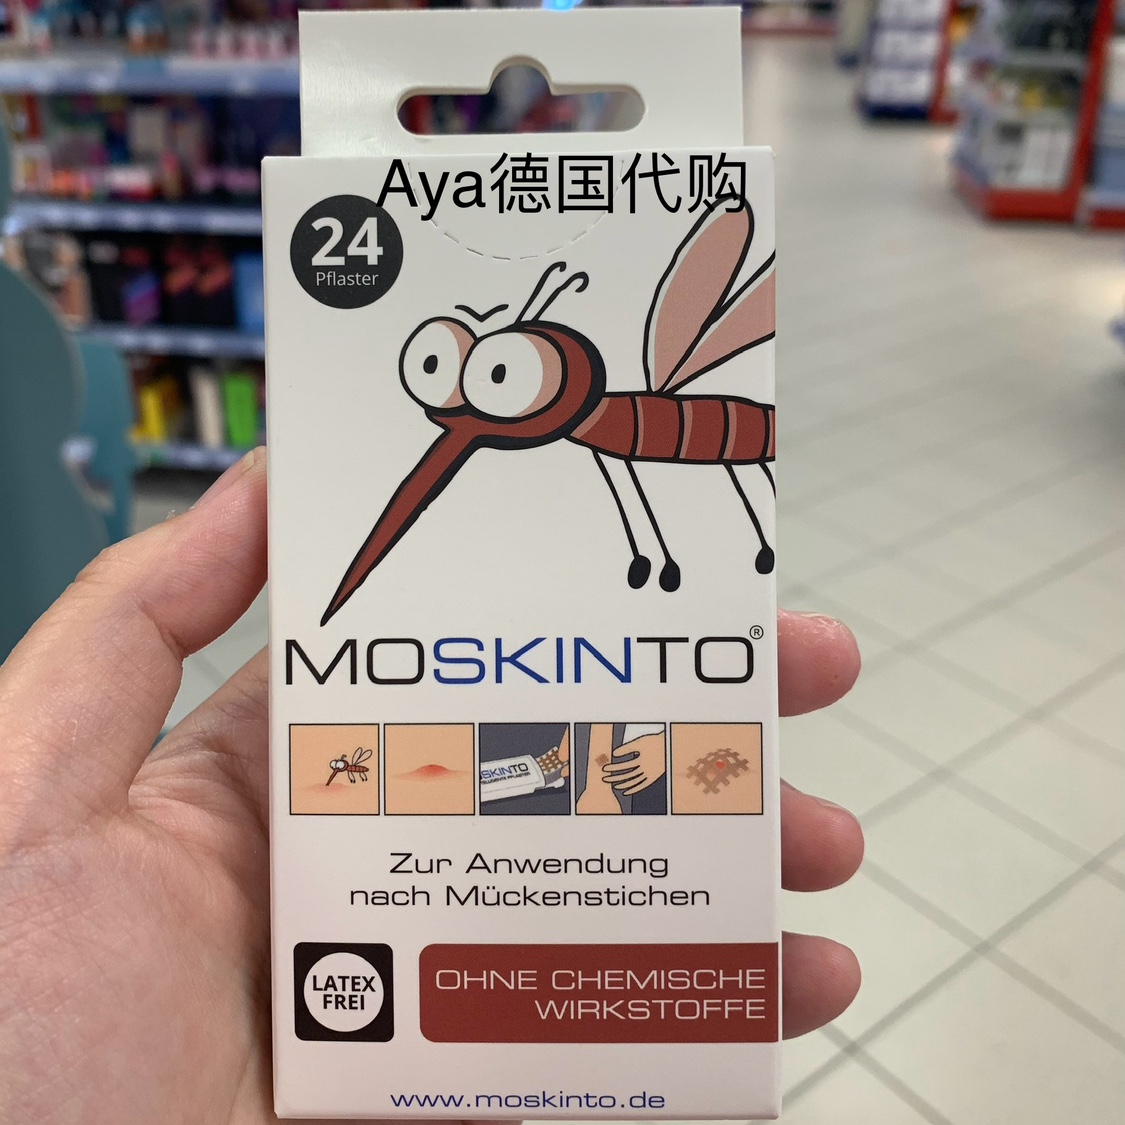 Aya德国代购
24
Pflaster
MOSKINTO®
SKINTO
Zur Anwendung
nach Mückenstichen
LATEX
FREI
OHNE CHEMISCHE
WIRKSTOFFE
www.moskinto.de